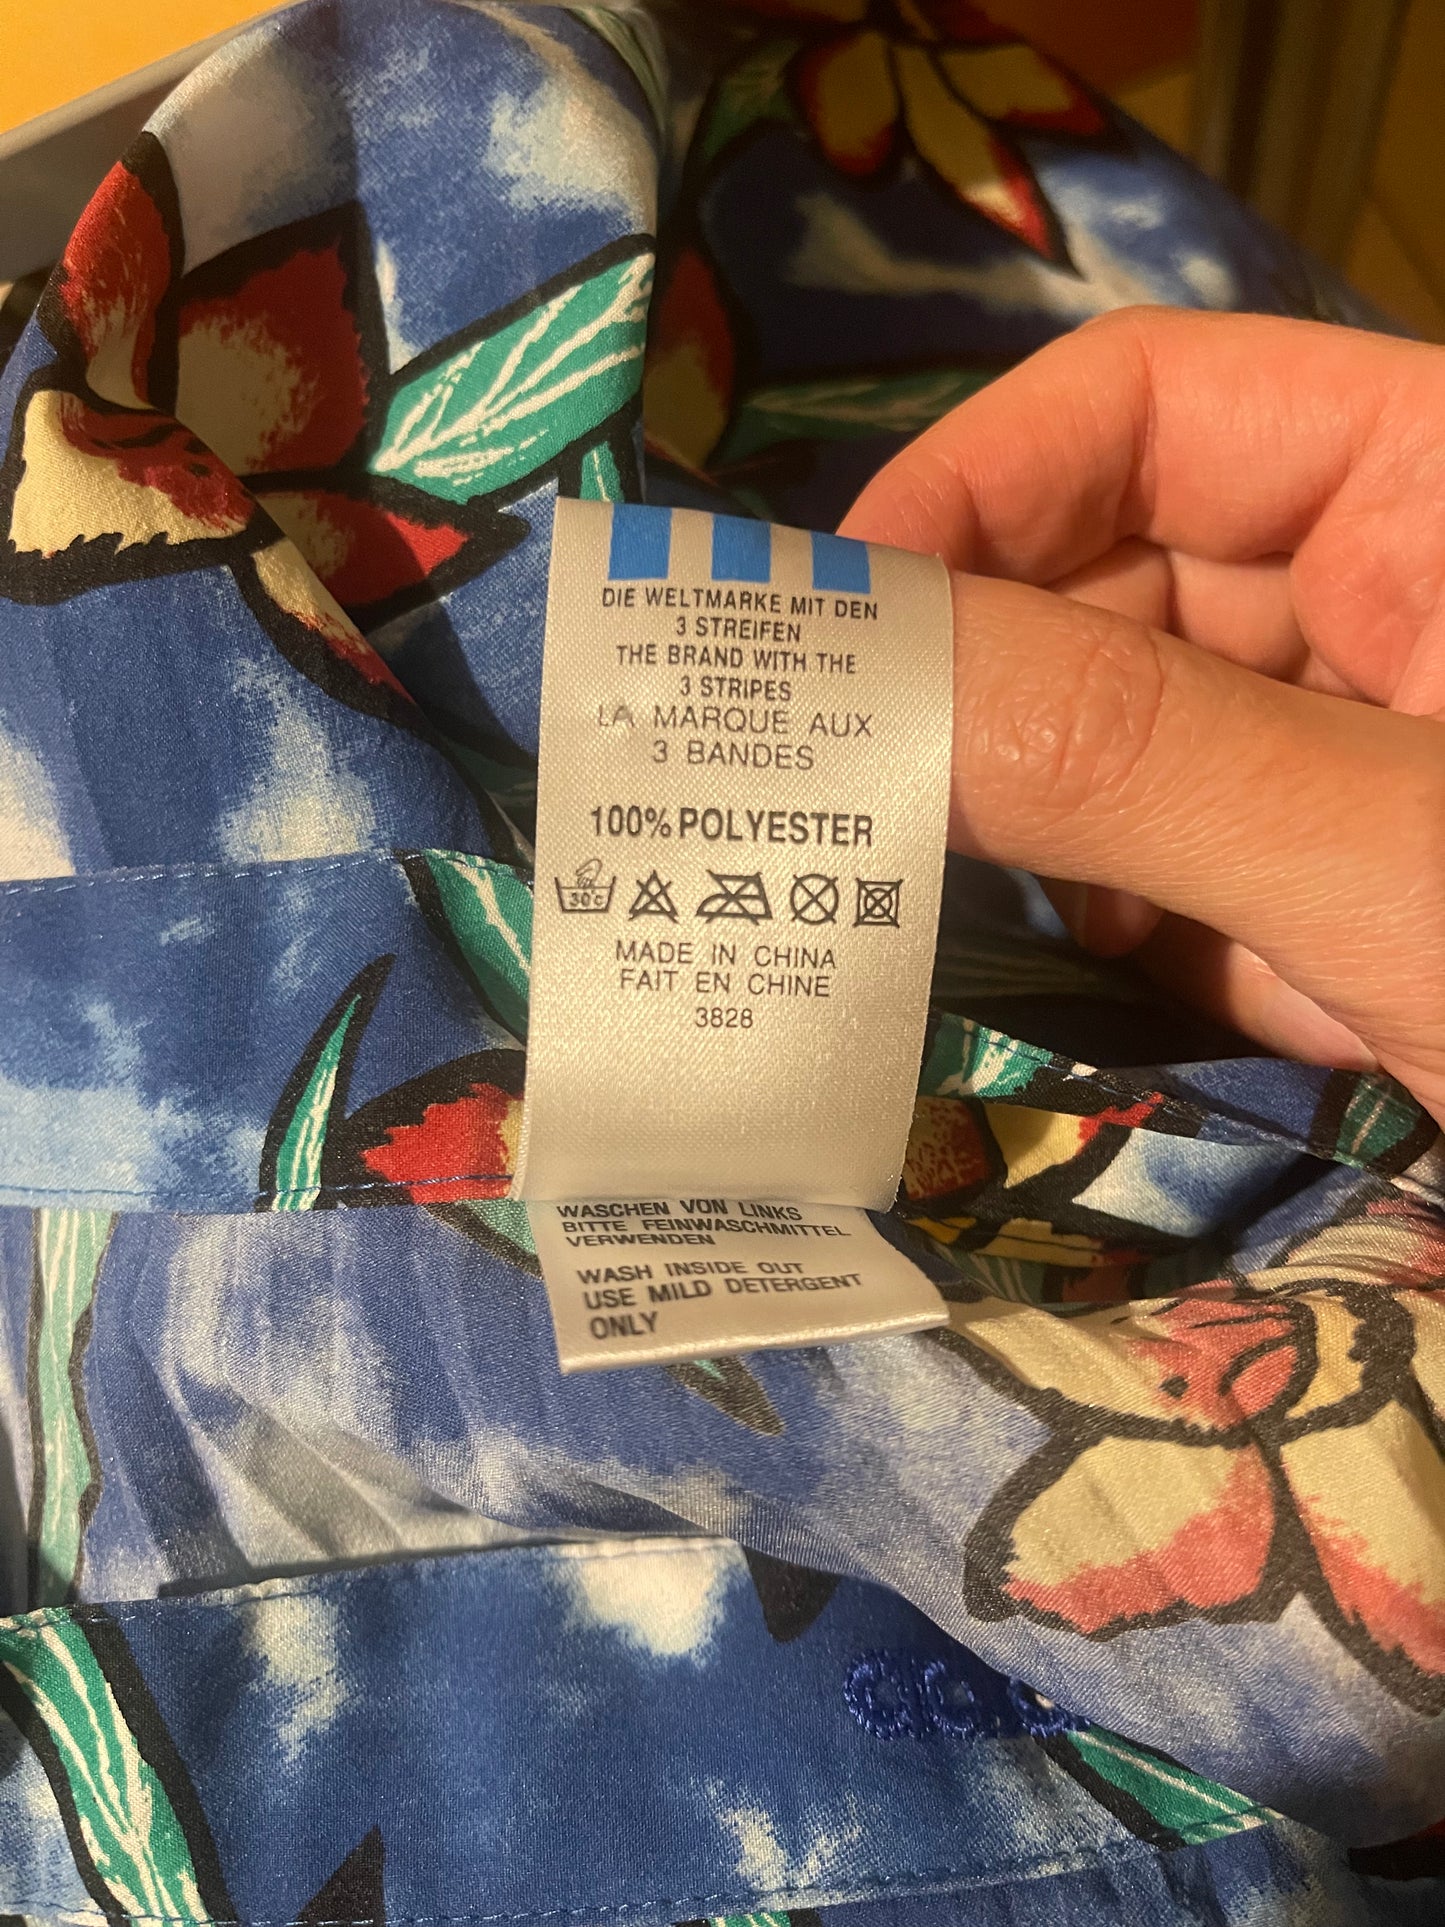 DIE WELTMARKE MIT DEN
3 STREIFEN
THE BRAND WITH THE
3 STRIPES
LA MARQUE AUX
3 BANDES
100% POLYESTER
30°C
MADE IN CHINA
FAIT EN CHINE
3828
WASCHEN VON LINKS
BITTE FEINWASCHMITTEL
VERWENDEN
WASH INSIDE OUT
USE MILD DETERGENT
ONLY